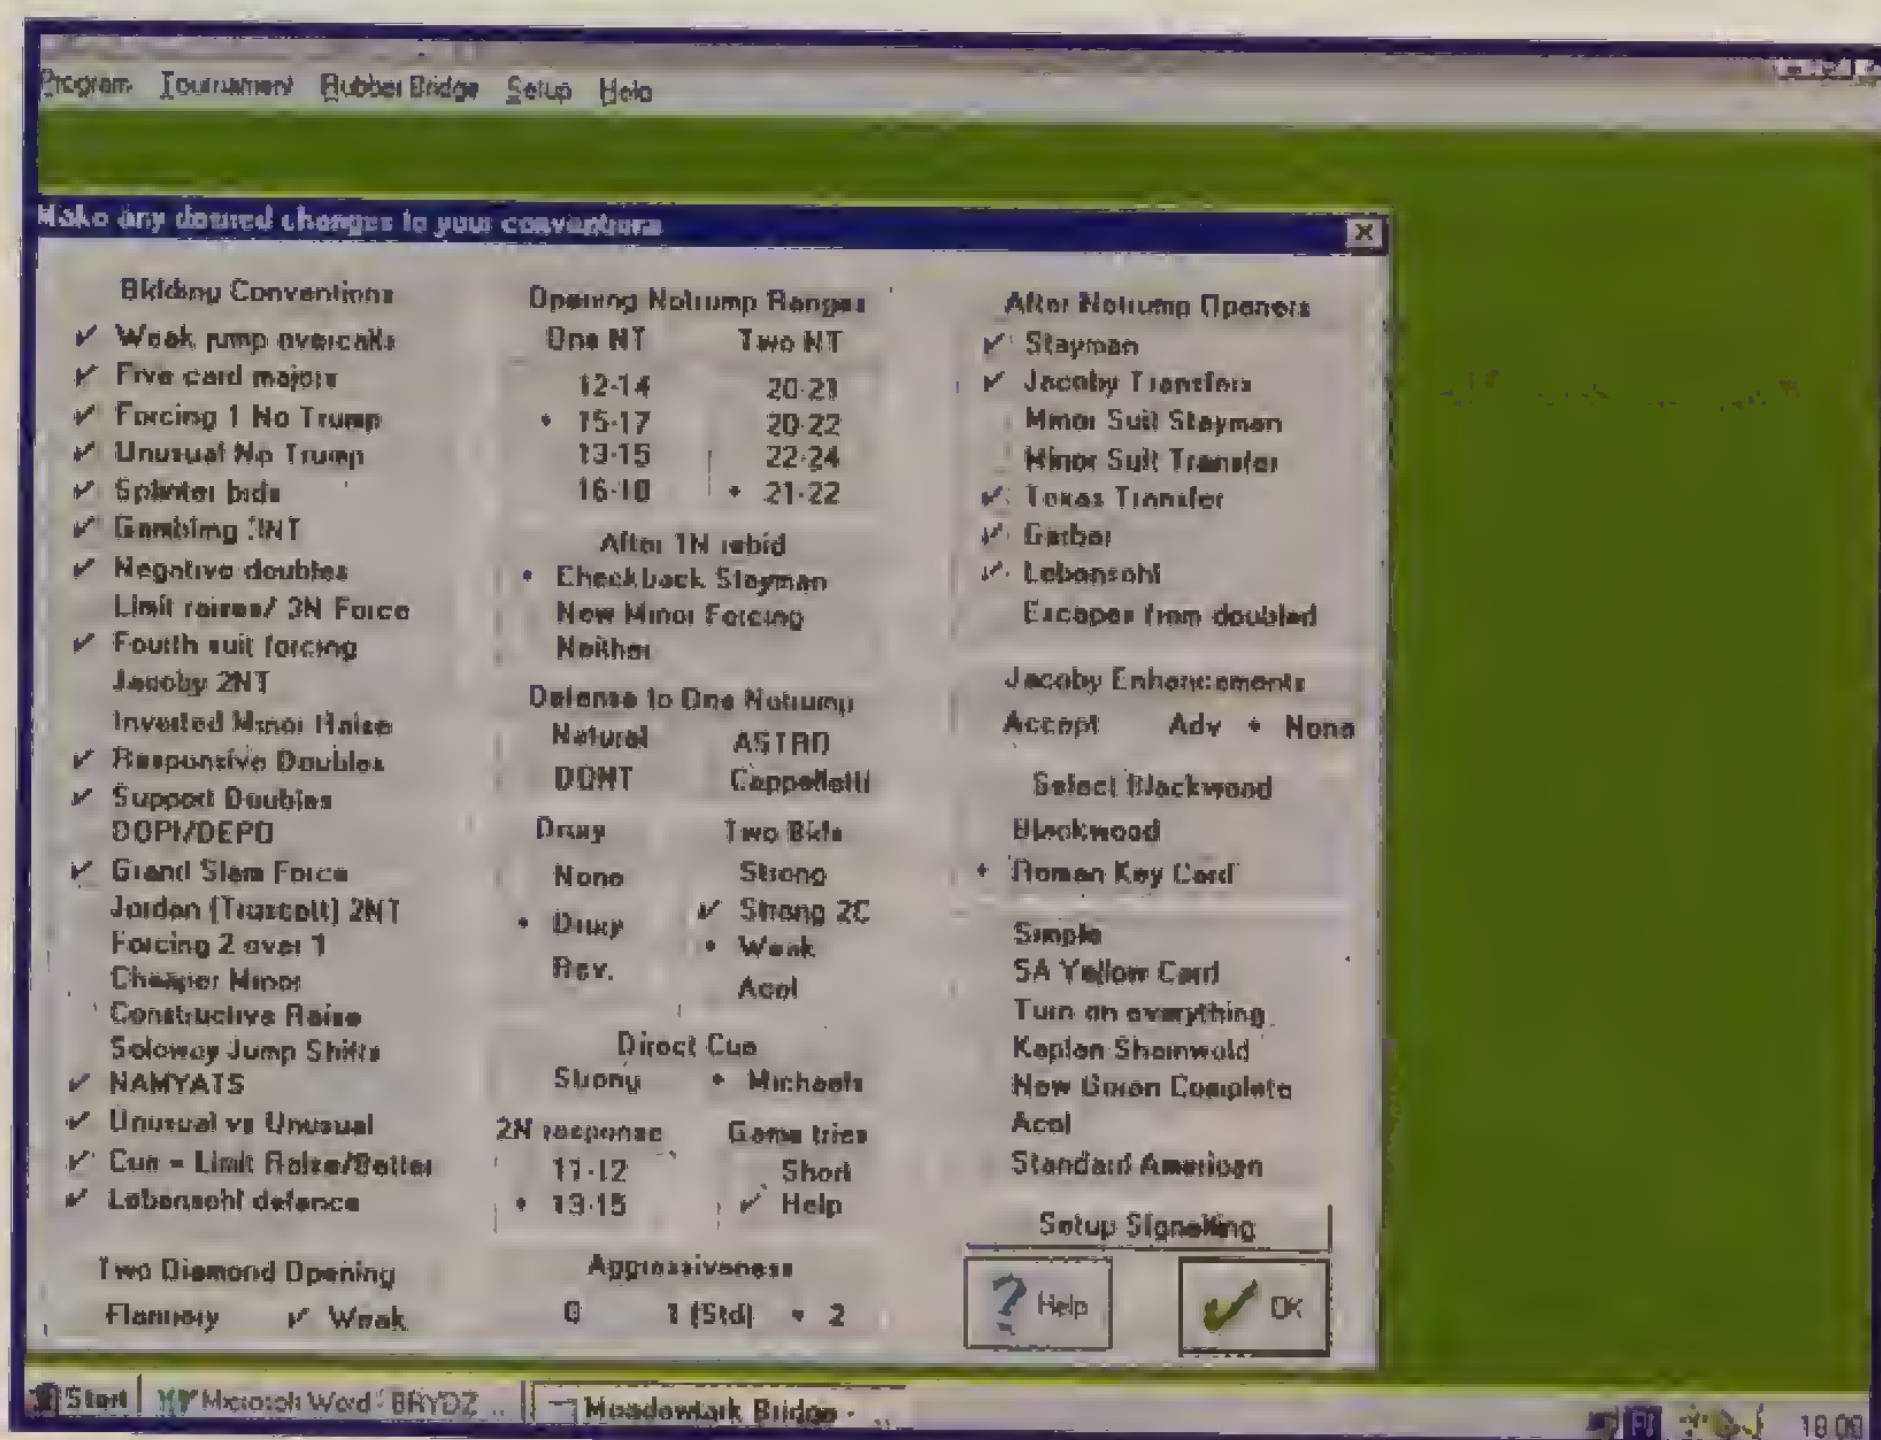 Program Tournament Rubber Bridge Setup Help
Make any desired changes to your conventions
Bidding Conventions
Weak jump overcalls
Five card majors
Forcing 1 No Trump
Unusual No Trump
Splinter bids
Gambling 3NT
Negative doubles
Limit raises/ 3N Force
Fourth suit forcing
Jacoby 2NT
Inverted Minor Raise
Responsive Doubles
Support Doubles
DOPI/DEPO
Grand Slam Force
Jordan (Truscott) 2NT
Forcing 2 over 1
Cheaper Minor
Constructive Raise
Soloway Jump Shifts
NAMYATS
Unusual vs Unusual
Cue = Limit Raise/Better
Lebensohl defence
Two Diamond Opening
Flannery Weak
Opening Notrump Ranges
One NT Two NT
12-14 20-21
15-17 20-22
13-15 22-24
16-18 21-22
After 1N rebid
Checkback Stayman
New Minor Forcing
Neither
Defense to One Notrump
Natural ASTRO
DONT Cappelletti
Drury Two Bids
None Strong
Drury Strong 2C
Rev. Weak
Acol
Direct Cue
Strong Michaels
2N response Game tries
11-12 Short
13-15 Help
Aggressiveness
0 1 (Std) 2
After Notrump Openers
Stayman
Jacoby Transfers
Minor Suit Stayman
Minor Suit Transfer
Texas Transfer
Gerber
Lebensohl
Escapes from doubled
Jacoby Enhancements
Accept Adv None
Select Blackwood
Blackwood
Roman Key Card
Simple
SA Yellow Card
Turn on everything
Kaplan Sheinwold
New Goren Complete
Acol
Standard American
Setup Signalling
Help OK
Start Microsoft Word - BRYDZ ... Meadowlark Bridge - ... 18:08